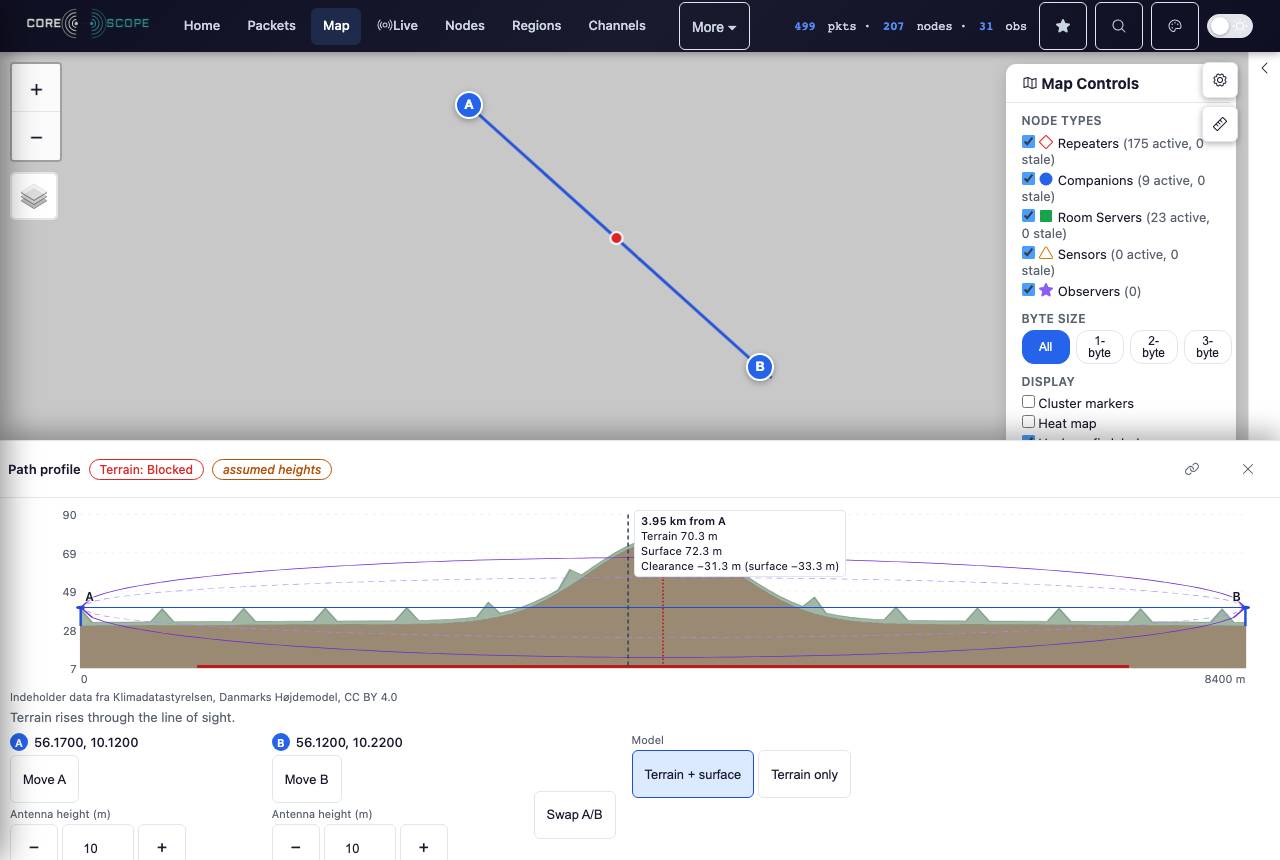 CORE SCOPE Home Packets Map Live Nodes Regions Channels More 499 pkts · 207 nodes · 31 obs
+
−
A
B
Map Controls
NODE TYPES
Repeaters (175 active, 0
stale)
Companions (9 active, 0
stale)
Room Servers (23 active,
0 stale)
Sensors (0 active, 0
stale)
Observers (0)
BYTE SIZE
All 1-byte 2-byte 3-byte
DISPLAY
Cluster markers
Heat map
Path profile Terrain: Blocked assumed heights
90
69
49
28
7
3.95 km from A
Terrain 70.3 m
Surface 72.3 m
Clearance −31.3 m (surface −33.3 m)
A
B
0 8400 m
Indeholder data fra Klimadatastyrelsen, Danmarks Højdemodel, CC BY 4.0
Terrain rises through the line of sight.
A 56.1700, 10.1200
Move A
Antenna height (m)
− 10 +
B 56.1200, 10.2200
Move B
Antenna height (m)
− 10 +
Swap A/B
Model
Terrain + surface Terrain only